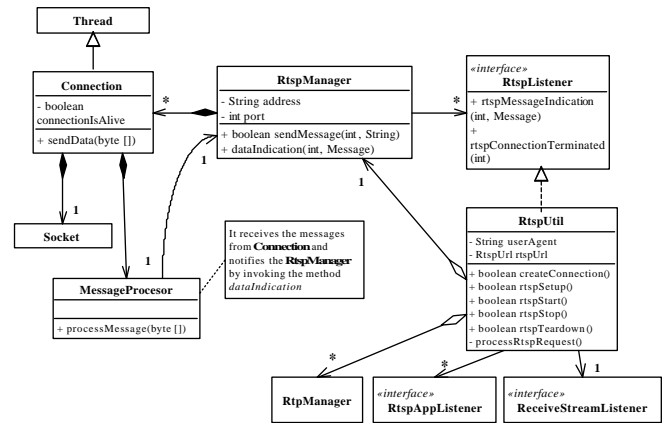 Thread
Connection
- boolean
connectionIsAlive
+ sendData(byte [])
*
RtspManager
- String address
- int port
+ boolean sendMessage(int, String)
+ dataIndication(int, Message)
*
«interface»
RtspListener
+ rtspMessageIndication
(int, Message)
+
rtspConnectionTerminated
(int)
1
1
1
Socket
1
MessageProcesor
+ processMessage(byte [])
It receives the messages
from Connection and
notifies the RtspManager
by invoking the method
dataIndication
RtspUtil
- String userAgent
- RtspUrl rtspUrl
+ boolean createConnection()
+ boolean rtspSetup()
+ boolean rtspStart()
+ boolean rtspStop()
+ boolean rtspTeardown()
- processRtspRequest()
*
*
1
RtpManager
«interface»
RtspAppListener
«interface»
ReceiveStreamListener